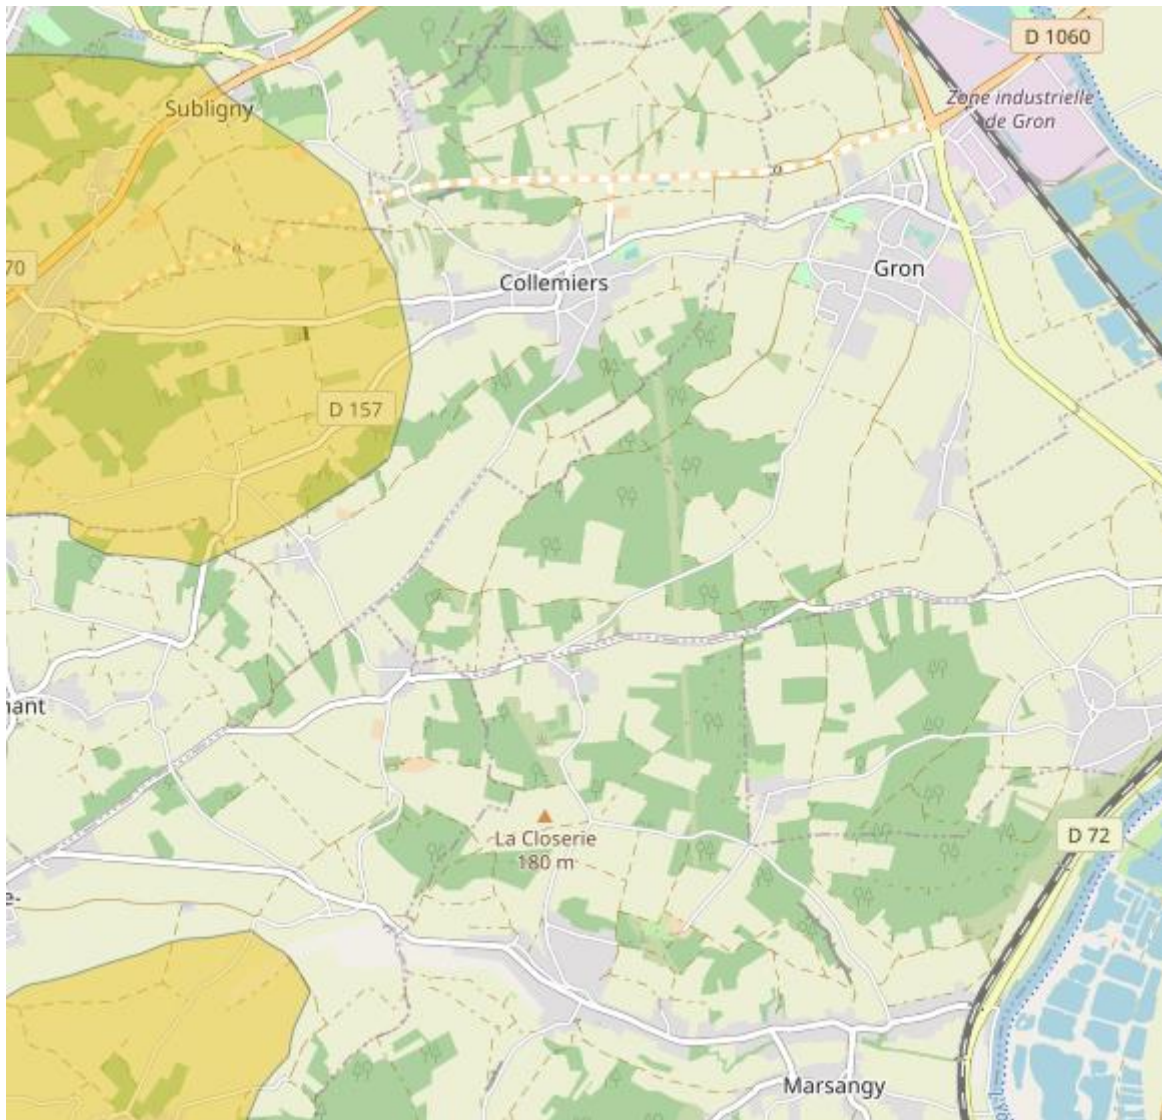 D 1060
Subligny
Zone industrielle
de Gron
70
Gron
Collemiers
D 157
nant
La Closerie
180 m
D 72
e-
Marsangy